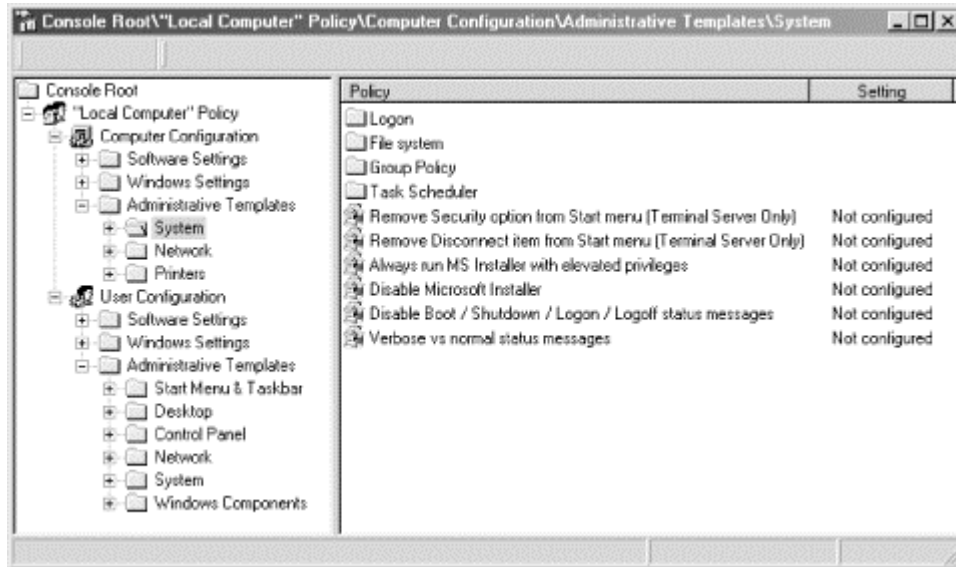 Console Root\"Local Computer" Policy\Computer Configuration\Administrative Templates\System
Console Root
"Local Computer" Policy
Computer Configuration
Software Settings
Windows Settings
Administrative Templates
System
Network
Printers
User Configuration
Software Settings
Windows Settings
Administrative Templates
Start Menu & Taskbar
Desktop
Control Panel
Network
System
Windows Components
Policy Setting
Logon
File system
Group Policy
Task Scheduler
Remove Security option from Start menu (Terminal Server Only) Not configured
Remove Disconnect item from Start menu (Terminal Server Only) Not configured
Always run MS Installer with elevated privileges Not configured
Disable Microsoft Installer Not configured
Disable Boot / Shutdown / Logon / Logoff status messages Not configured
Verbose vs normal status messages Not configured